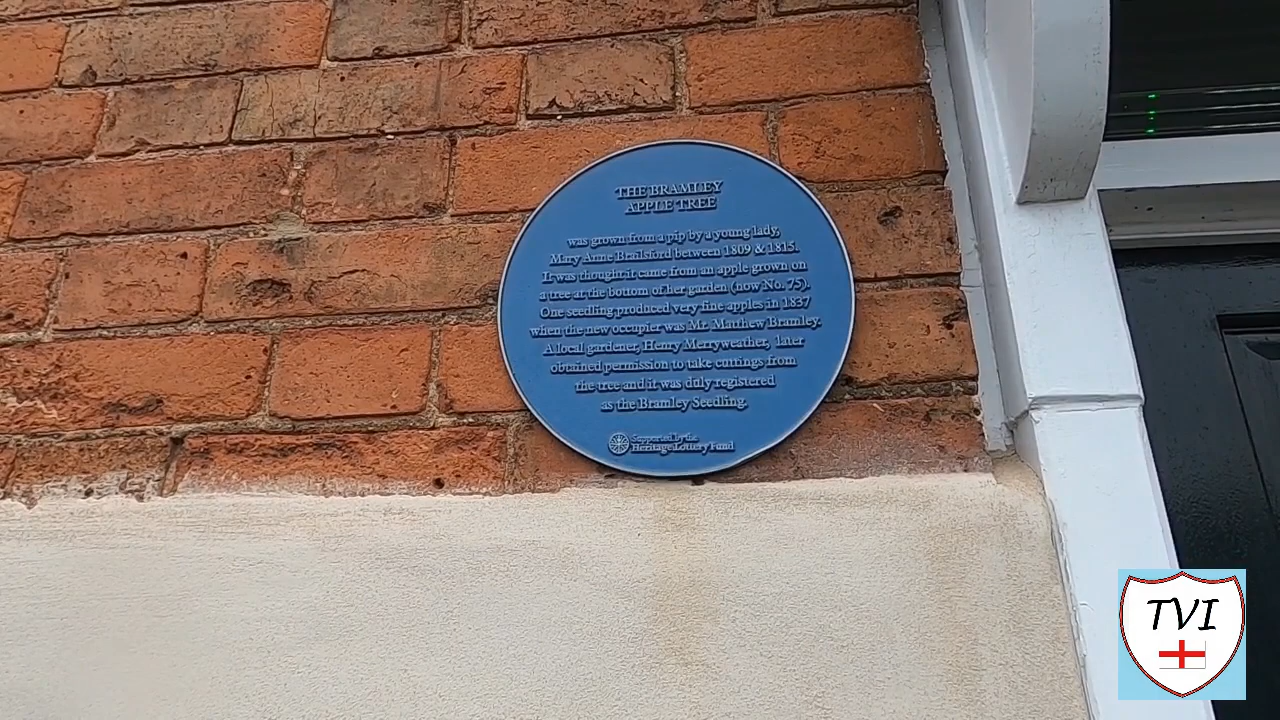 THE BRAMLEY
APPLE TREE
was grown from a pip by a young lady,
Mary Anne Brailsford between 1809 & 1815.
It was thought it came from an apple grown on
a tree at the bottom of her garden (now No. 75).
One seedling produced very fine apples in 1837
when the new occupier was Mr. Matthew Bramley.
A local gardener, Henry Merryweather, later
obtained permission to take cuttings from
the tree and it was duly registered
as the Bramley Seedling.
Supported by the
Heritage Lottery Fund
TVI